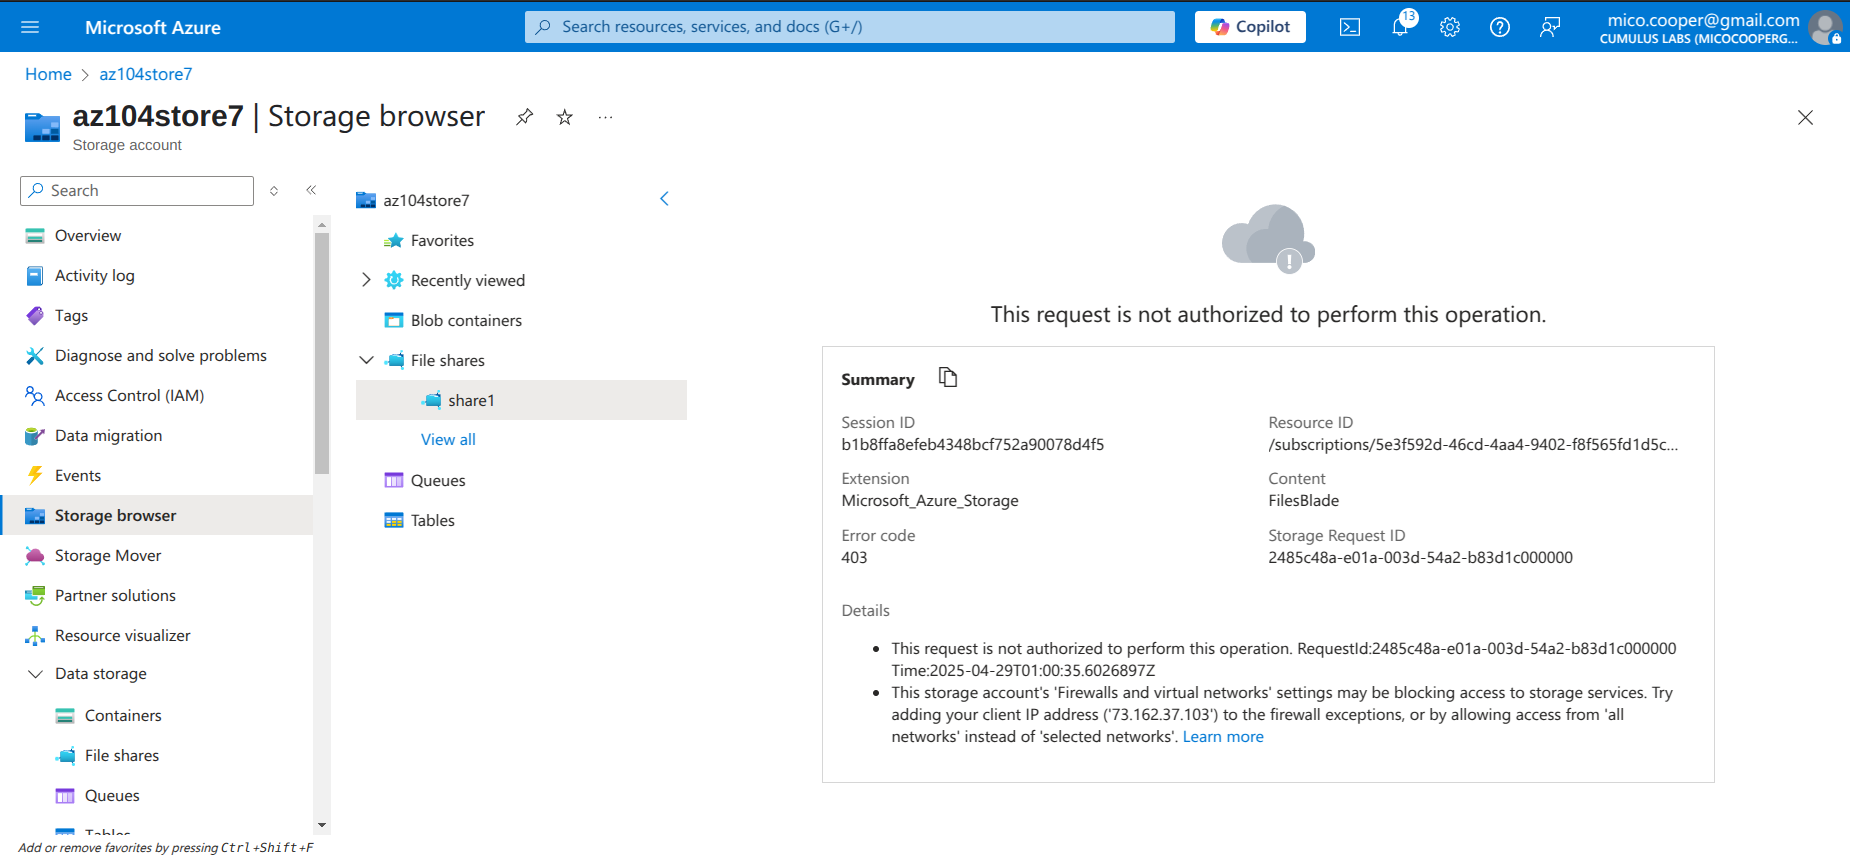 Microsoft Azure
Search resources, services, and docs (G+/)
Copilot
13
mico.cooper@gmail.com
CUMULUS LABS (MICOCOOPERG...
Home > az104store7
az104store7 | Storage browser
Storage account
Search
Overview
Activity log
Tags
Diagnose and solve problems
Access Control (IAM)
Data migration
Events
Storage browser
Storage Mover
Partner solutions
Resource visualizer
Data storage
Containers
File shares
Queues
Tables
Add or remove favorites by pressing Ctrl+Shift+F
az104store7
Favorites
Recently viewed
Blob containers
File shares
share1
View all
Queues
Tables
This request is not authorized to perform this operation.
Summary
Session ID
b1b8ffa8efeb4348bcf752a90078d4f5
Resource ID
/subscriptions/5e3f592d-46cd-4aa4-9402-f8f565fd1d5c...
Extension
Microsoft_Azure_Storage
Content
FilesBlade
Error code
403
Storage Request ID
2485c48a-e01a-003d-54a2-b83d1c000000
Details
• This request is not authorized to perform this operation. RequestId:2485c48a-e01a-003d-54a2-b83d1c000000
Time:2025-04-29T01:00:35.6026897Z
• This storage account's 'Firewalls and virtual networks' settings may be blocking access to storage services. Try
adding your client IP address ('73.162.37.103') to the firewall exceptions, or by allowing access from 'all
networks' instead of 'selected networks'. Learn more